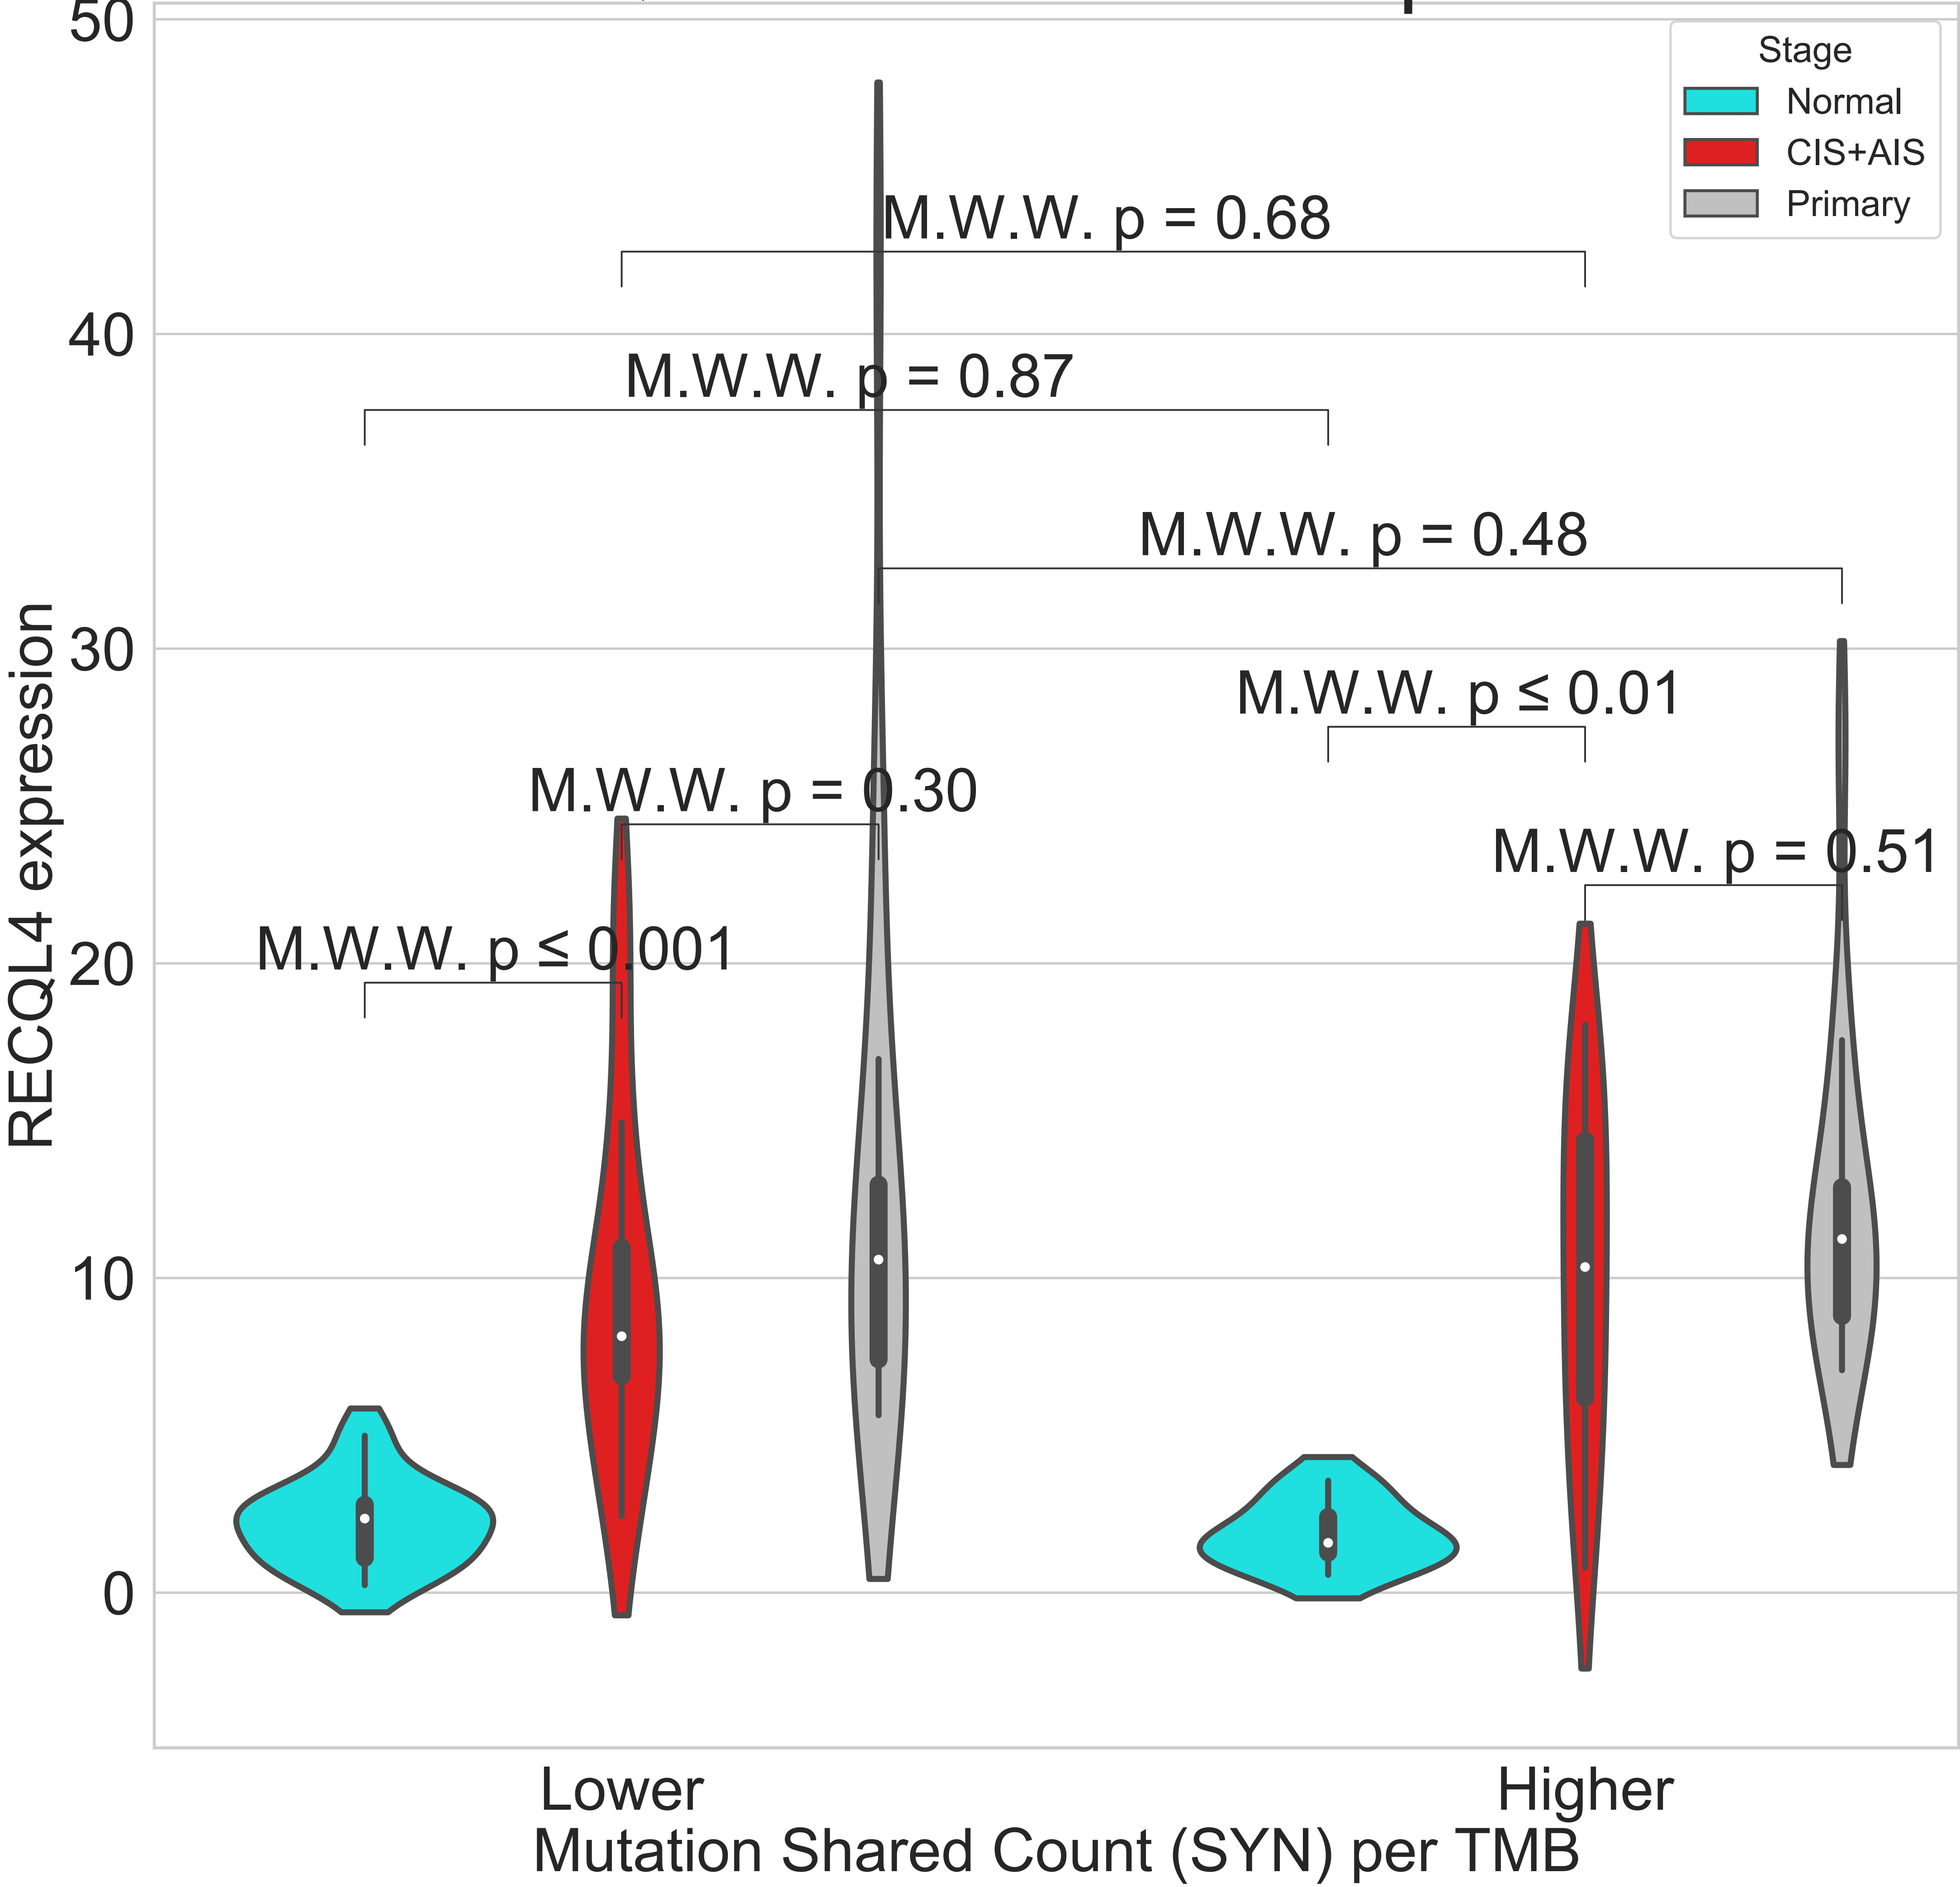 50
Stage
Normal
CIS+AIS
Primary
M.W.W. p = 0.68
40
M.W.W. p = 0.87
M.W.W. p = 0.48
30
M.W.W. p ≤ 0.01
M.W.W. p = 0.30
M.W.W. p = 0.51
RECQL4 expression
20
M.W.W. p ≤ 0.001
10
0
Lower
Higher
Mutation Shared Count (SYN) per TMB